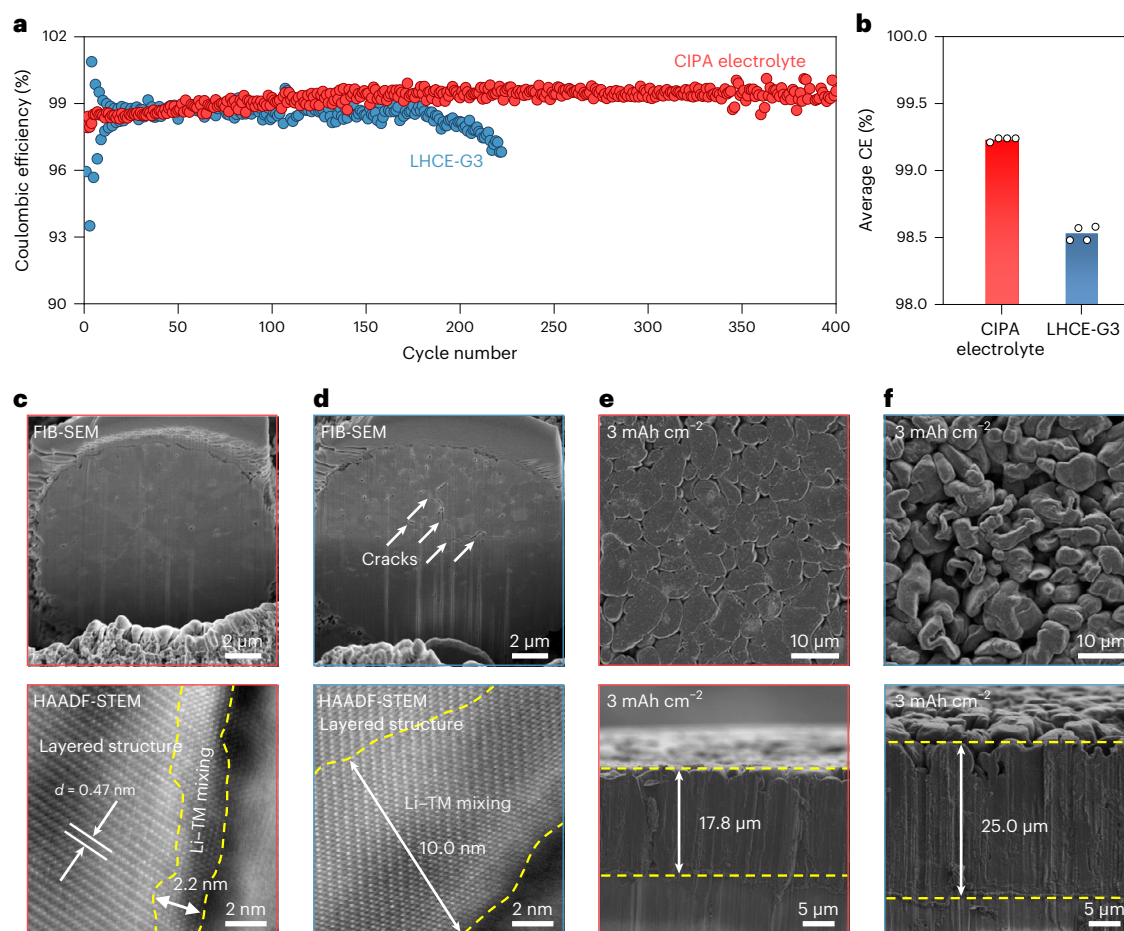 a
102
99
96
93
90
Coulombic efficiency (%)
CIPA electrolyte
LHCE-G3
0
50
100
150
200
250
300
350
400
Cycle number
b
100.0
99.5
99.0
98.5
98.0
Average CE (%)
CIPA
electrolyte
LHCE-G3
c
FIB-SEM
2 µm
HAADF-STEM
Layered structure
d = 0.47 nm
Li–TM mixing
2.2 nm
2 nm
d
FIB-SEM
Cracks
2 µm
HAADF-STEM
Layered structure
Li–TM mixing
10.0 nm
2 nm
e
3 mAh cm⁻²
10 µm
3 mAh cm⁻²
17.8 µm
5 µm
f
3 mAh cm⁻²
10 µm
3 mAh cm⁻²
25.0 µm
5 µm